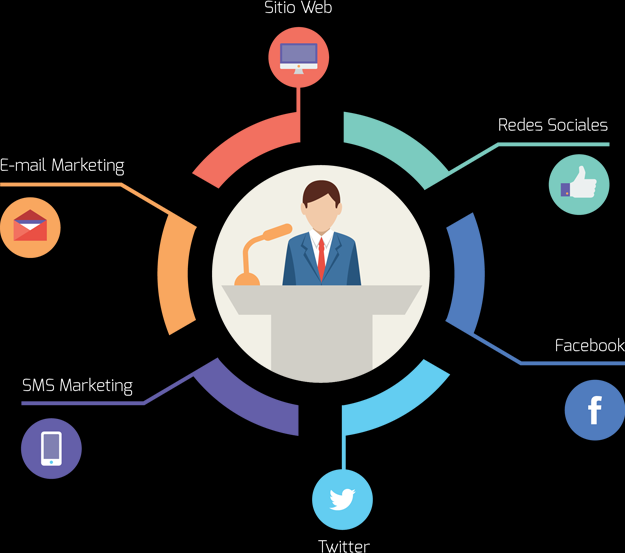 Sitio Web
Redes Sociales
E-mail Marketing
Facebook
SMS Marketing
Twitter